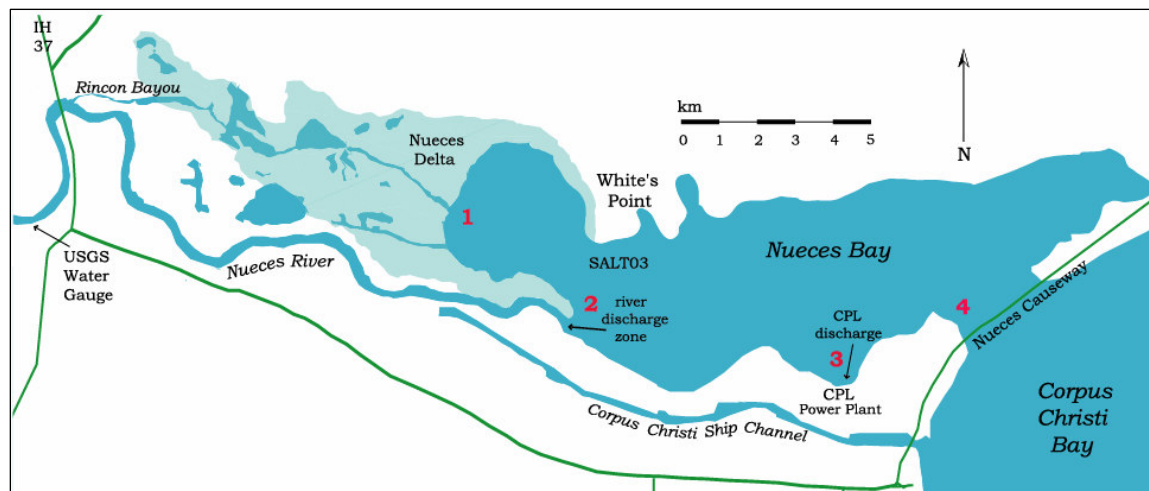 IH
37
Rincon Bayou
km
0 1 2 3 4 5
N
Nueces
Delta
White's
Point
1
USGS
Water
Gauge
Nueces River
SALT03
Nueces Bay
2
river
discharge
zone
CPL
discharge
3
4
Nueces Causeway
CPL
Power Plant
Corpus Christi Ship Channel
Corpus
Christi
Bay